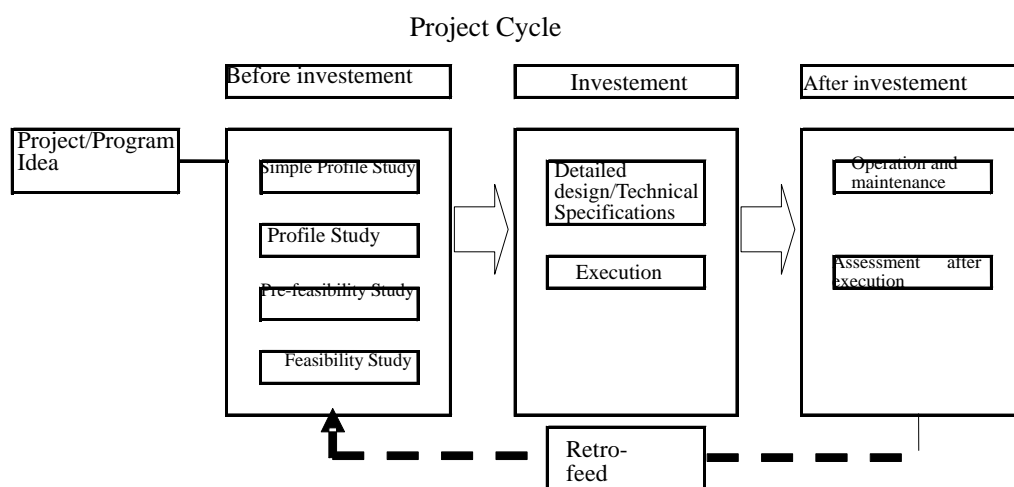 Project Cycle
Before investement
Investement
After investement
Project/Program
Idea
Simple Profile Study
Profile Study
Pre-feasibility Study
Feasibility Study
Detailed
design/Technical
Specifications
Execution
Operation and
maintenance
Assessment after
execution
Retro-
feed